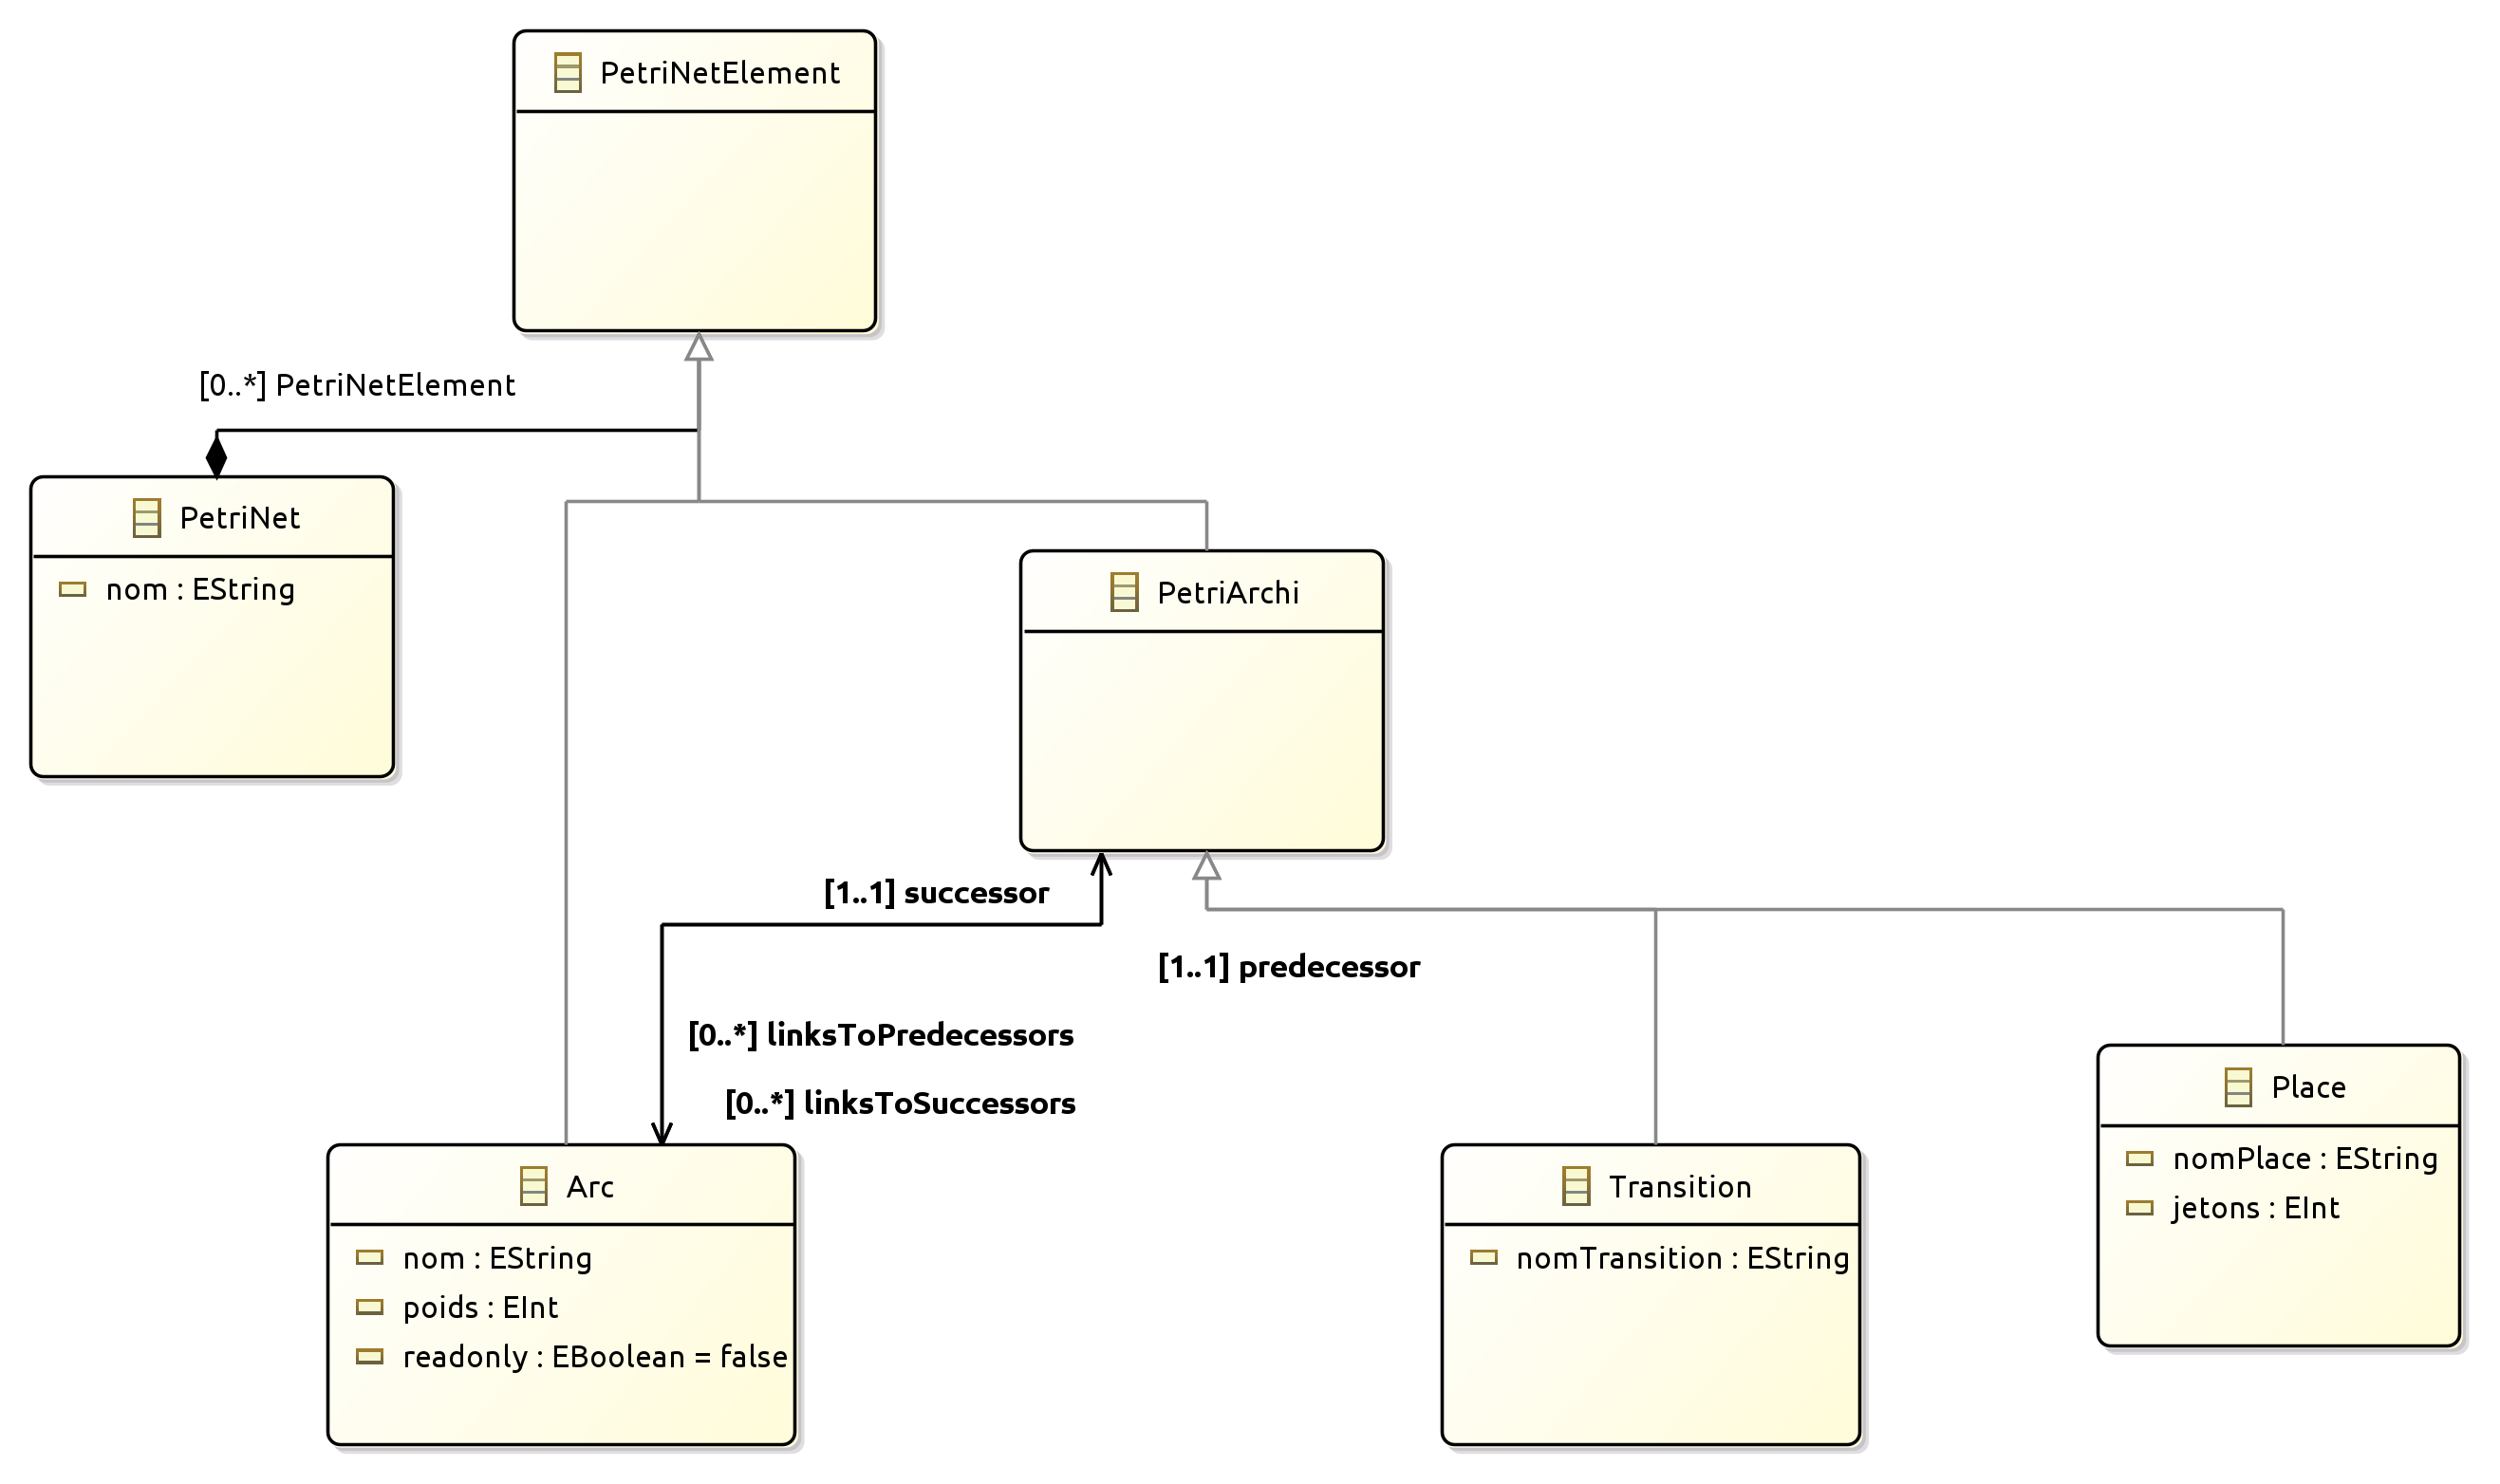 PetriNetElement
[0..*] PetriNetElement
PetriNet
nom : EString
PetriArchi
[1..1] successor
[1..1] predecessor
[0..*] linksToPredecessors
[0..*] linksToSuccessors
Arc
nom : EString
poids : EInt
readonly : EBoolean = false
Transition
nomTransition : EString
Place
nomPlace : EString
jetons : EInt